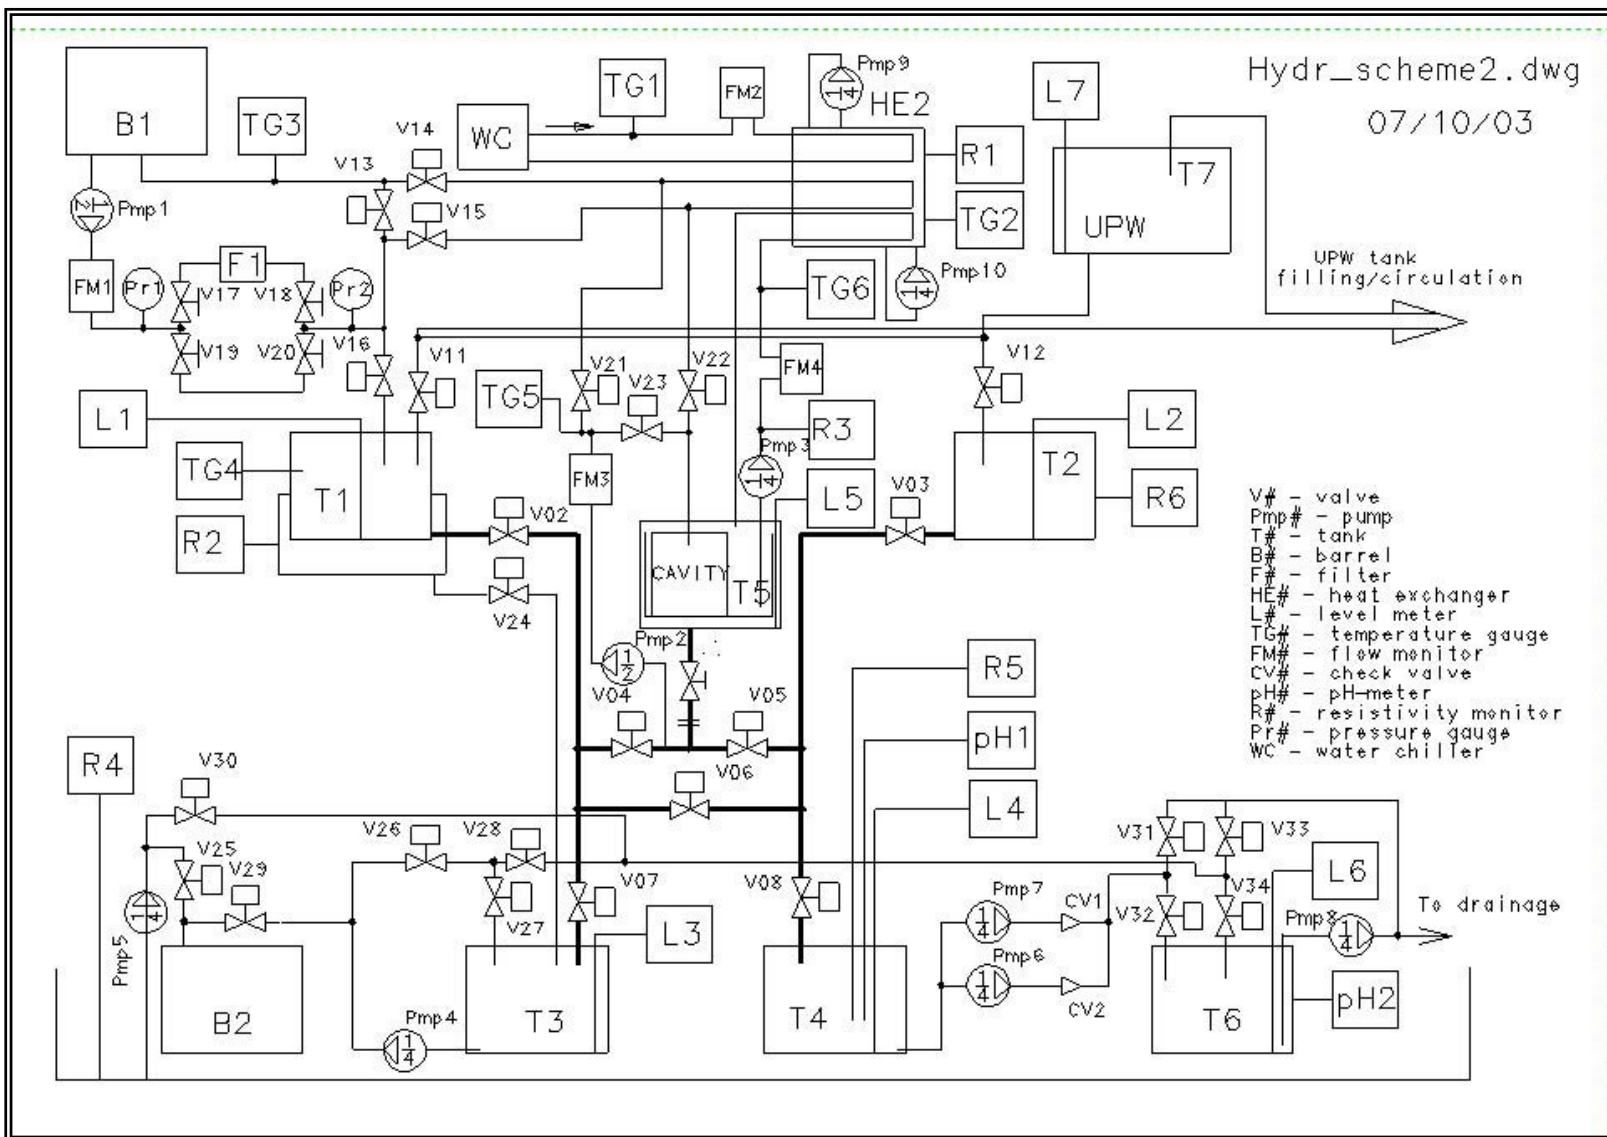 Hydr_scheme2.dwg
07/10/03
B1
TG3
V14
WC
TG1
FM2
Pmp9
HE2
L7
T7
UPW
R1
TG2
V13
V15
Pmp1
FM1
Pr1
F1
V17
V18
Pr2
V19
V20
V16
V11
Pmp10
TG6
UPW tank
filling/circulation
V21
V22
V23
FM4
V12
L1
TG5
R3
Pmp3
L2
TG4
T1
FM3
T2
L5
V03
R6
R2
V02
CAVITY
T5
V24
Pmp2
V# - valve
Pmp# - pump
T# - tank
B# - barrel
F# - filter
HE# - heat exchanger
L# - level meter
TG# - temperature gauge
FM# - flow monitor
CV# - check valve
pH# - pH-meter
R# - resistivity monitor
Pr# - pressure gauge
WC - water chiller
1/2
V04
V05
R5
pH1
R4
V30
V06
L4
V26
V28
V25
V29
V07
V08
V31
V33
L6
Pmp7
CV1
V32
V34
Pmp8
To drainage
V27
L3
Pmp5
Pmp6
CV2
B2
Pmp4
T3
T4
T6
pH2
1/4